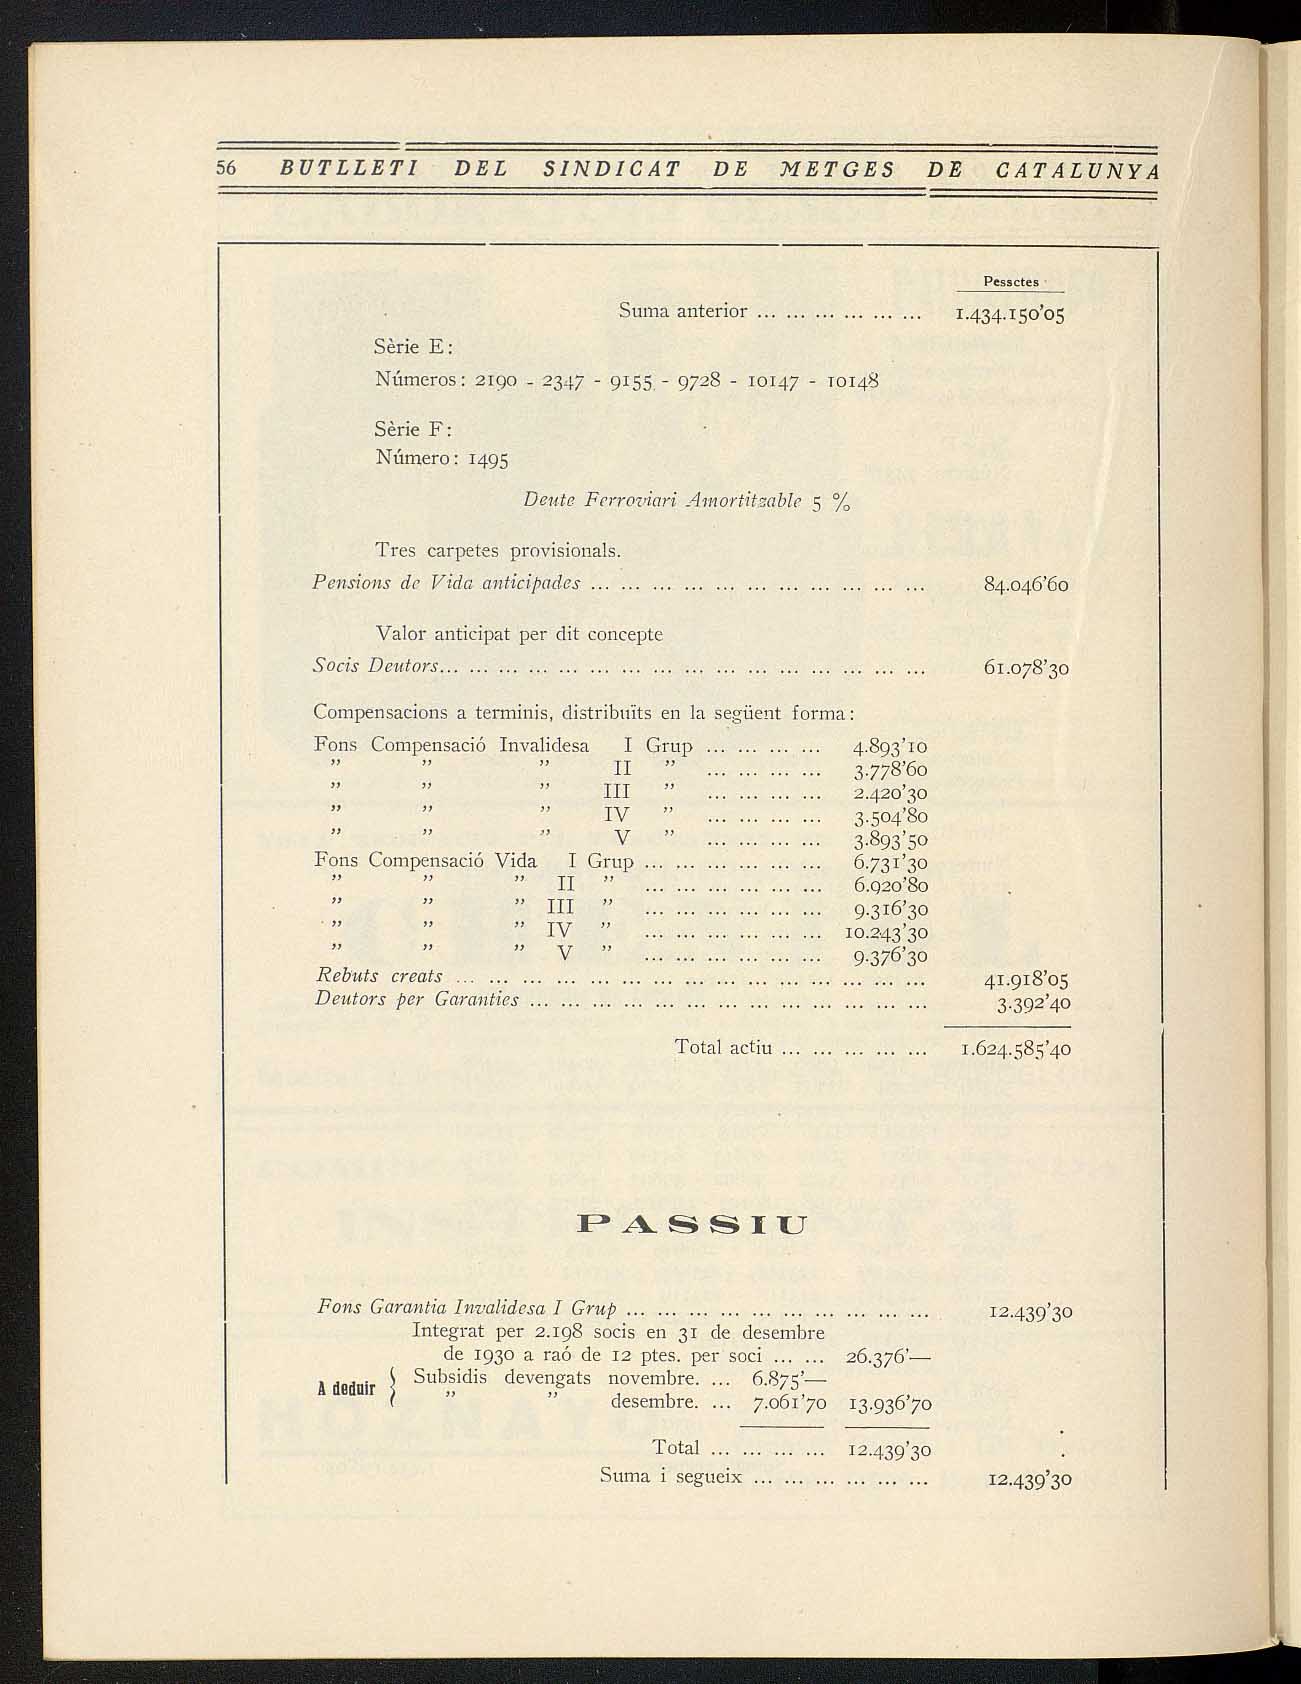 56 BUTLLETI DEL SINDICAT DE METGES DE CATALUNYA
Pessetes
Suma anterior ... ... ... ... ... ... 1.434.150'05
Sèrie E:
Números: 2190 - 2347 - 9155 - 9728 - 10147 - 10148
Sèrie F:
Número: 1495
Deute Ferroviari Amortitzable 5 %
Tres carpetes provisionals.
Pensions de Vida anticipades ... ... ... ... ... ... ... ... ... ... ... 84.046'60
Valor anticipat per dit concepte
Socis Deutors... ... ... ... ... ... ... ... ... ... ... ... ... ... ... ... 61.078'30
Compensacions a terminis, distribuïts en la següent forma:
Fons Compensació Invalidesa I Grup ... ... ... ... 4.893'10
” ” ” II ” ... ... ... ... 3.778'60
” ” ” III ” ... ... ... ... 2.420'30
” ” ” IV ” ... ... ... ... 3.504'80
” ” ” V ” ... ... ... ... 3.893'50
Fons Compensació Vida I Grup ... ... ... ... ... ... 6.731'30
” ” ” II ” ... ... ... ... ... ... 6.920'80
” ” ” III ” ... ... ... ... ... ... 9.316'30
” ” ” IV ” ... ... ... ... ... ... 10.243'30
” ” ” V ” ... ... ... ... ... ... 9.376'30
Rebuts creats ... ... ... ... ... ... ... ... ... ... ... ... ... ... ... 41.918'05
Deutors per Garanties ... ... ... ... ... ... ... ... ... ... ... ... ... 3.392'40
Total actiu ... ... ... ... ... 1.624.585'40
PASSIU
Fons Garantia Invalidesa I Grup ... ... ... ... ... ... ... ... ... ... 12.439'30
Integrat per 2.198 socis en 31 de desembre
de 1930 a raó de 12 ptes. per soci ... ... 26.376'—
A deduir { Subsidis devengats novembre. ... 6.875'—
” ” desembre. ... 7.061'70 13.936'70
Total ... ... ... ... 12.439'30
Suma i segueix ... ... ... ... ... ... 12.439'30